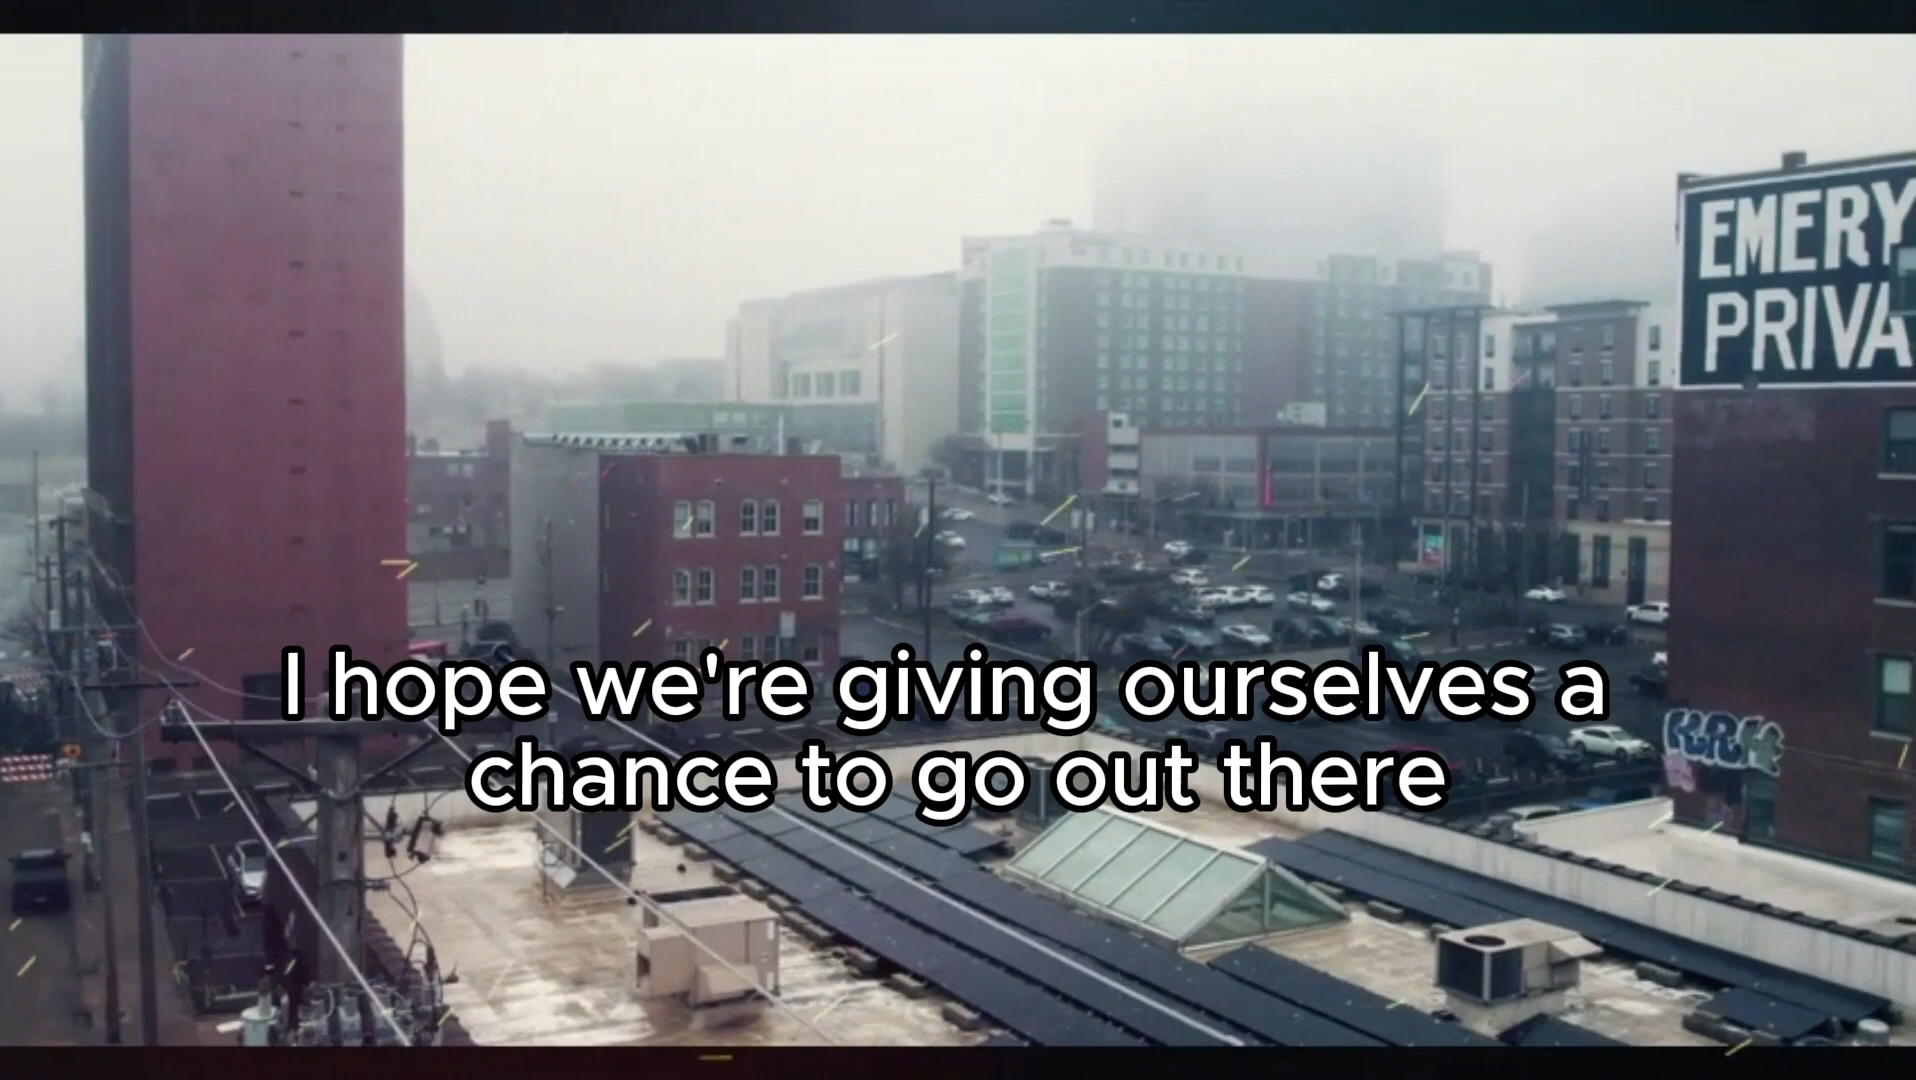 EMERY
PRIVA
I hope we're giving ourselves a
chance to go out there